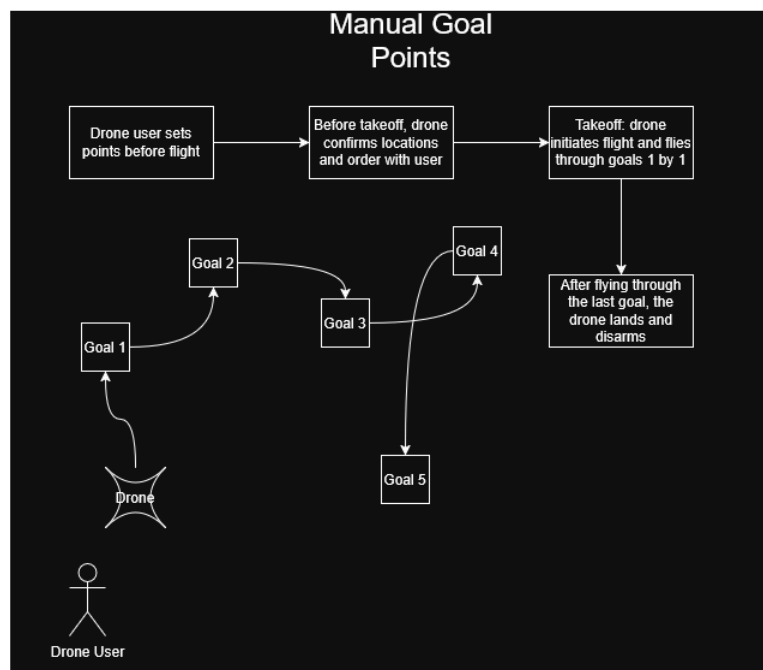 Manual Goal
Points
Drone user sets
points before flight
Before takeoff, drone
confirms locations
and order with user
Takeoff: drone
initiates flight and flies
through goals 1 by 1
After flying through
the last goal, the
drone lands and
disarms
Goal 1
Goal 2
Goal 3
Goal 4
Goal 5
Drone
Drone User